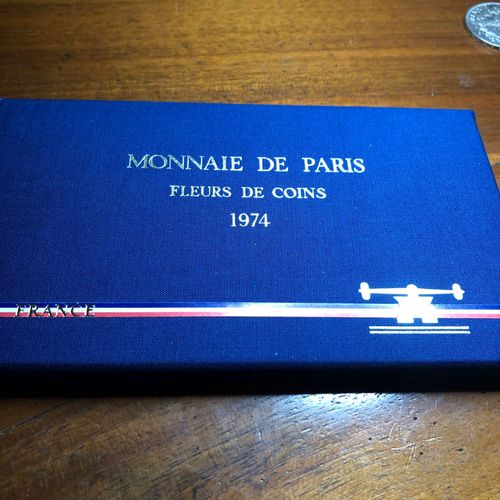 MONNAIE DE PARIS
FLEURS DE COINS
1974
FRANCE